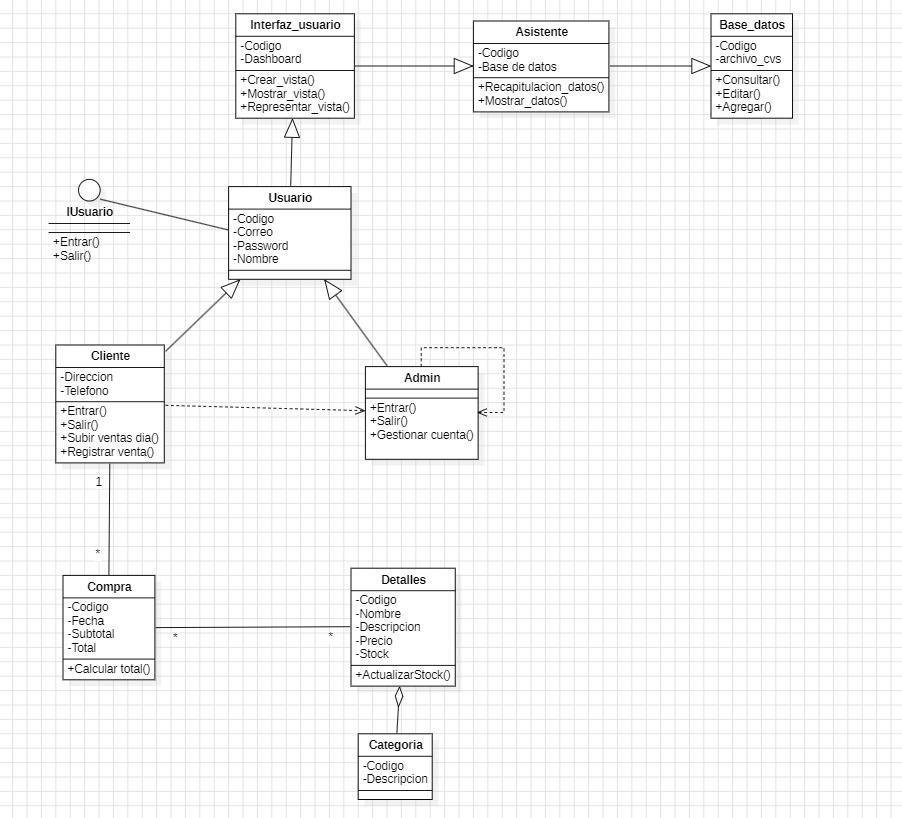 Interfaz_usuario
-Codigo
-Dashboard
+Crear_vista()
+Mostrar_vista()
+Representar_vista()
Asistente
-Codigo
-Base de datos
+Recapitulacion_datos()
+Mostrar_datos()
Base_datos
-Codigo
-archivo_cvs
+Consultar()
+Editar()
+Agregar()
IUsuario
+Entrar()
+Salir()
Usuario
-Codigo
-Correo
-Password
-Nombre
Cliente
-Direccion
-Telefono
+Entrar()
+Salir()
+Subir ventas dia()
+Registrar venta()
Admin
+Entrar()
+Salir()
+Gestionar cuenta()
1
*
Compra
-Codigo
-Fecha
-Subtotal
-Total
+Calcular total()
*
*
Detalles
-Codigo
-Nombre
-Descripcion
-Precio
-Stock
+ActualizarStock()
Categoria
-Codigo
-Descripcion